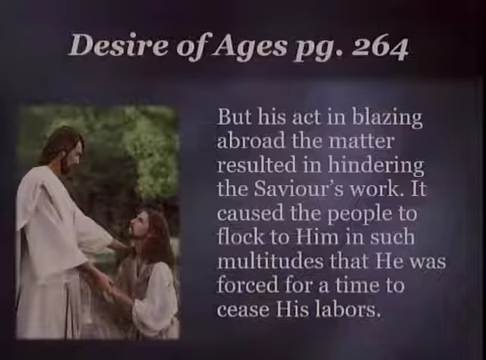 Desire of Ages pg. 264
But his act in blazing
abroad the matter
resulted in hindering
the Saviour's work. It
caused the people to
flock to Him in such
multitudes that He was
forced for a time to
cease His labors.